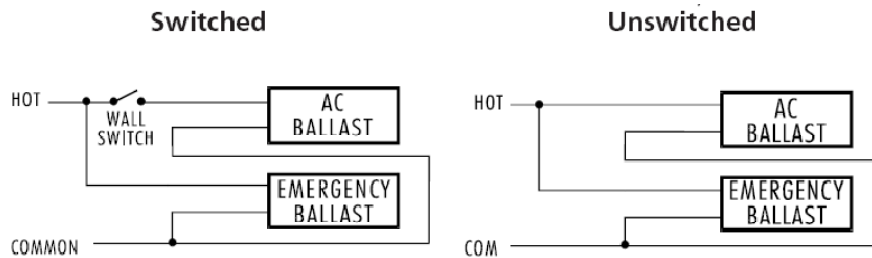 Switched
HOT
WALL
SWITCH
AC
BALLAST
EMERGENCY
BALLAST
COMMON
Unswitched
HOT
AC
BALLAST
EMERGENCY
BALLAST
COM